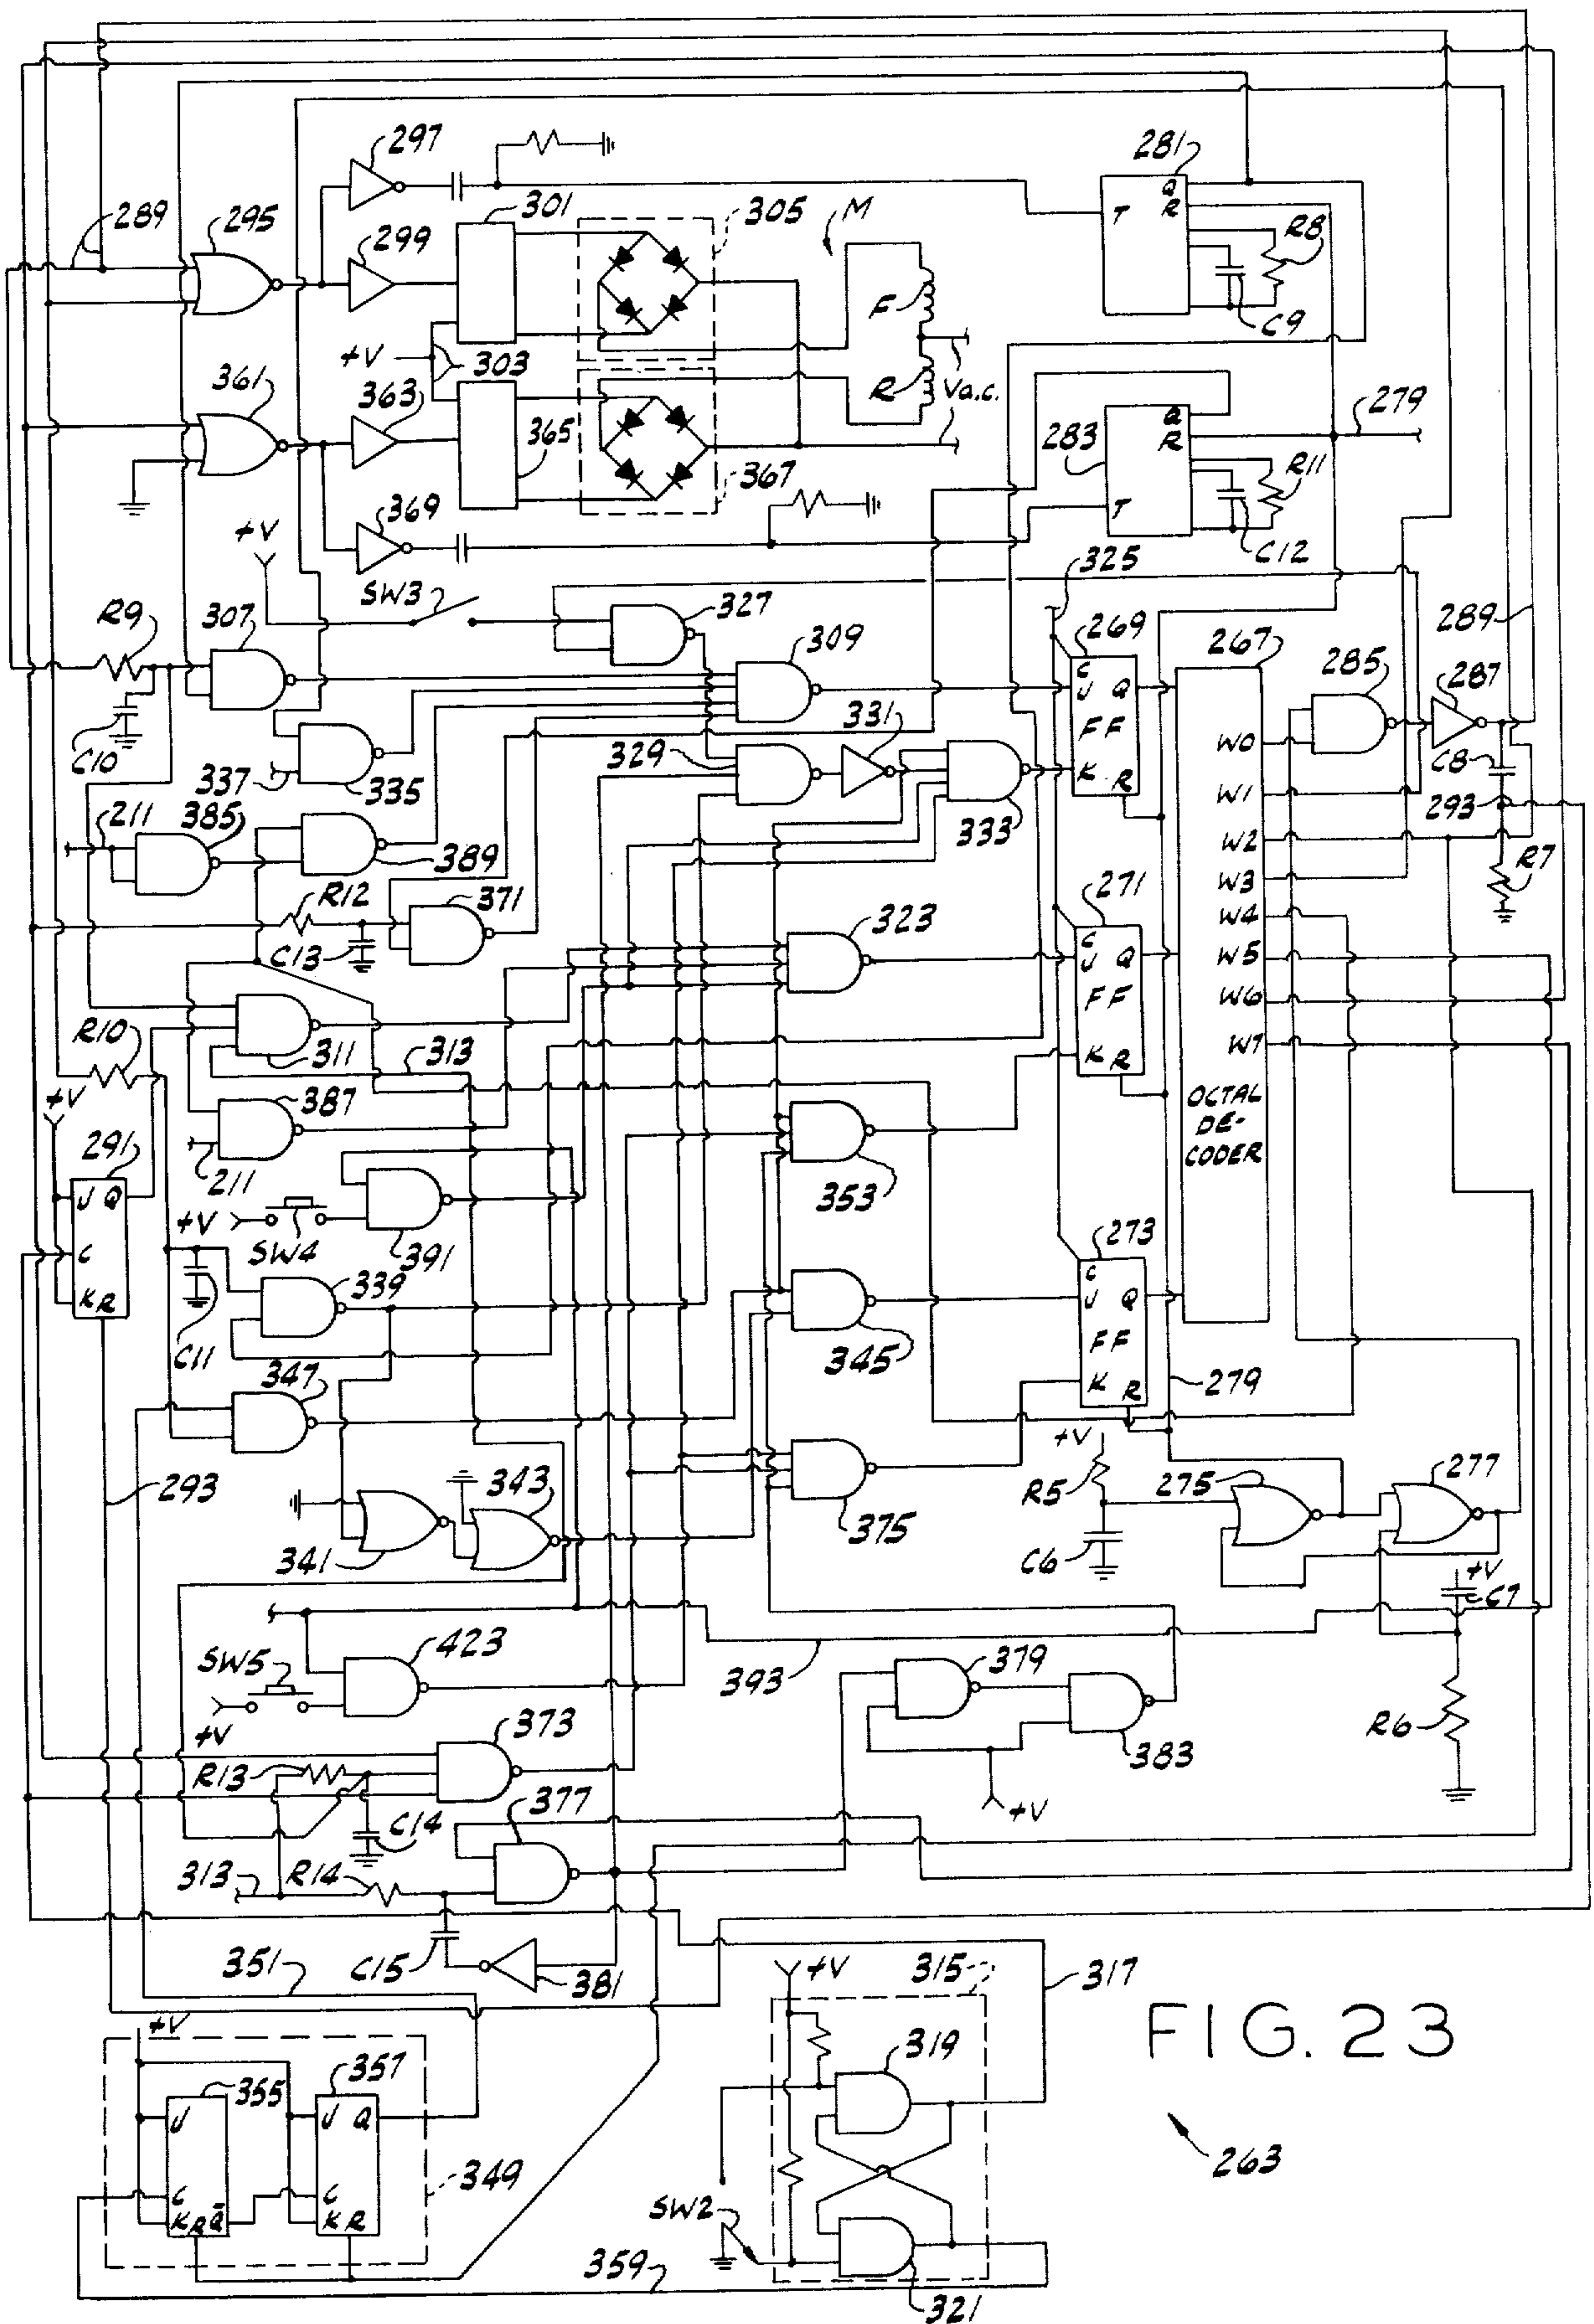 297
281
Q
R
T
R8
C9
289
295
301
305
M
299
F
+V
303
361
363
R
Va.c.
365
367
283
Q
R
T
279
R11
C12
369
+V
325
SW3
327
269
289
R9
307
309
267
285
287
C
J Q
FF
K R
331
C10
329
W0
C8
337
335
333
W1
293
211
385
389
W2
R7
W3
R12
371
271
W4
323
C
J Q
FF
K R
C13
W5
W6
R10
W7
311
313
+V
387
OCTAL
DE-
CODER
291
211
353
J Q
C
K R
+V
SW4
391
273
339
C
J Q
FF
K R
C11
345
347
279
+V
293
343
R5
275
277
341
375
C6
+V
C7
423
SW5
379
393
+V
373
R6
383
R13
377
+V
C14
313
R14
351
C15
381
+V
315
317
+V
319
FIG. 23
355
357
J
J Q
349
263
C
C
K R Q̄
K R
SW2
359
321